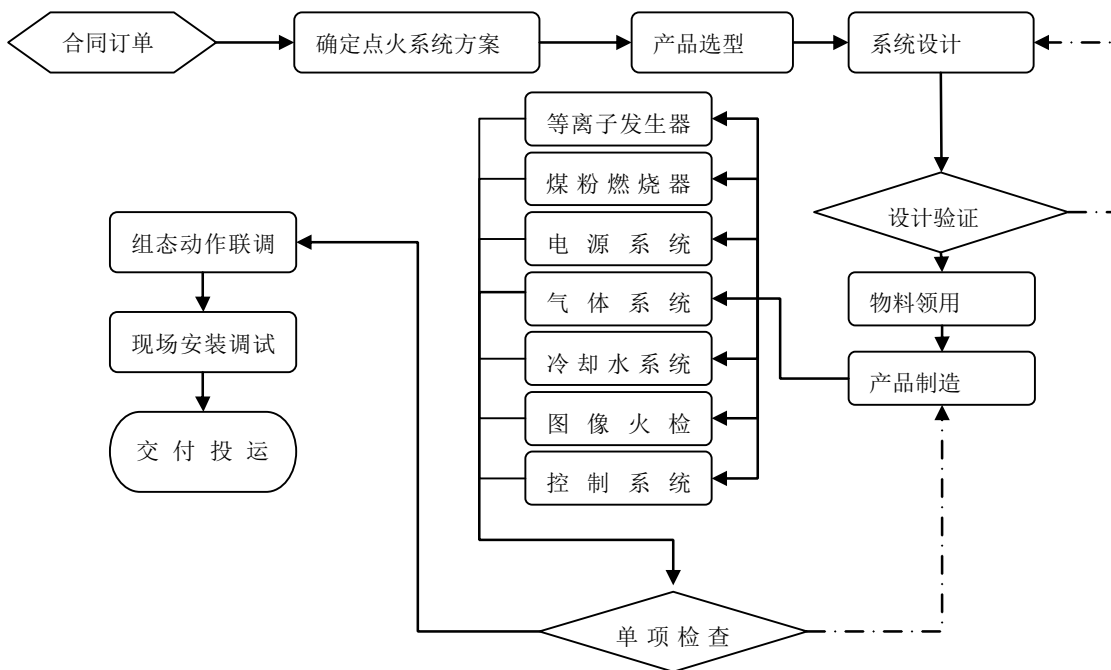 合同订单
确定点火系统方案
产品选型
系统设计
等离子发生器
煤粉燃烧器
设计验证
组态动作联调
电源系统
气体系统
物料领用
现场安装调试
冷却水系统
产品制造
图像火检
交付投运
控制系统
单项检查